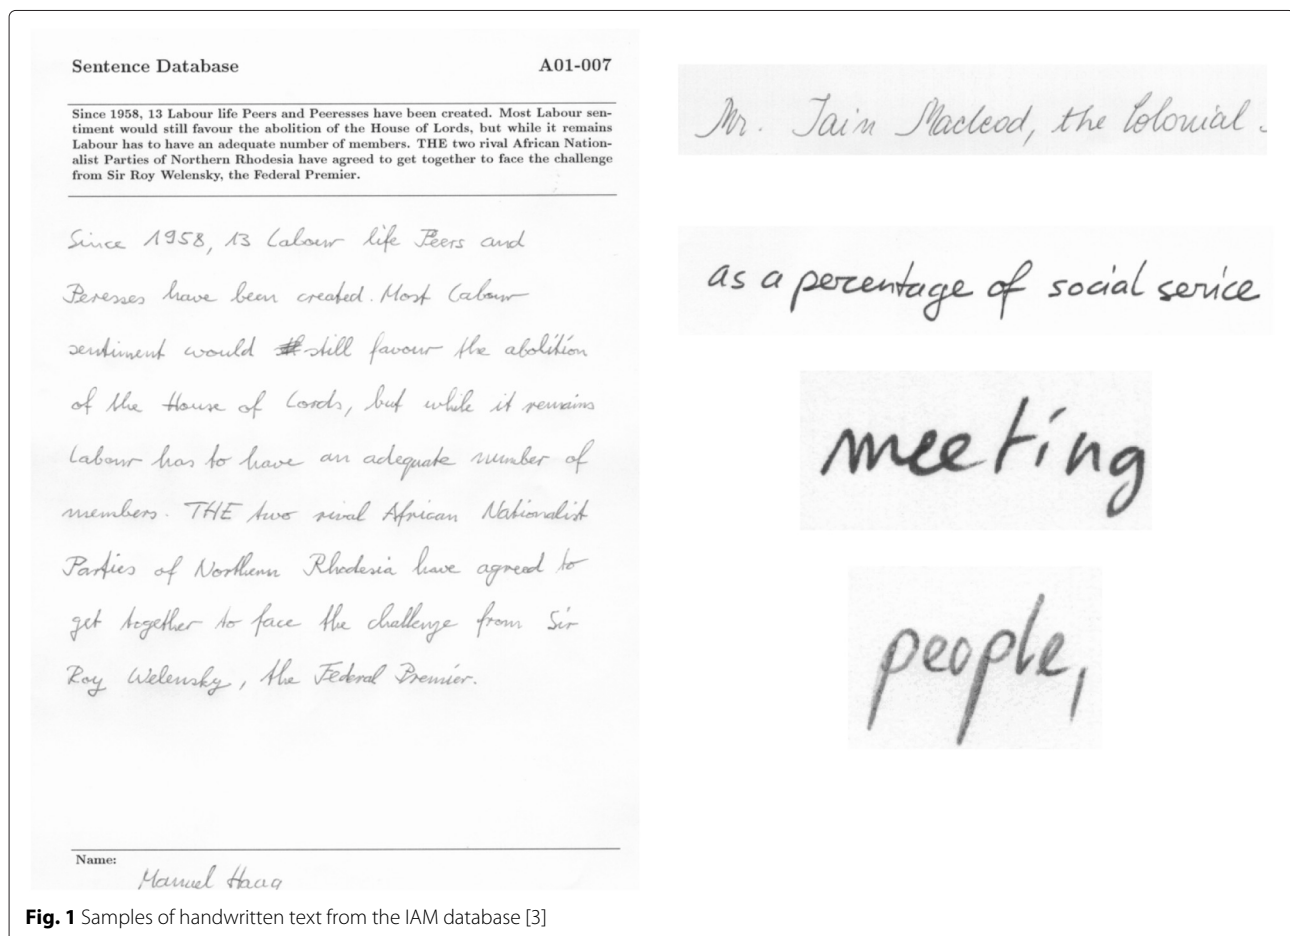 Sentence Database A01-007
Since 1958, 13 Labour life Peers and Peeresses have been created. Most Labour sen-
timent would still favour the abolition of the House of Lords, but while it remains
Labour has to have an adequate number of members. THE two rival African Nation-
alist Parties of Northern Rhodesia have agreed to get together to face the challenge
from Sir Roy Welensky, the Federal Premier.
Since 1958, 13 Labour life Peers and
Peresses have been created. Most Labour
sentiment would still favour the abolition
of the House of Lords, but while it remains
Labour has to have an adequate number of
members. THE two rival African Nationalist
Parties of Northern Rhodesia have agreed to
get together to face the challenge from Sir
Roy Welensky, the Federal Premier.
Name:
Manuel Haag
Mr. Iain Macleod, the Colonial
as a percentage of social serice
meeting
people,
Fig. 1 Samples of handwritten text from the IAM database [3]